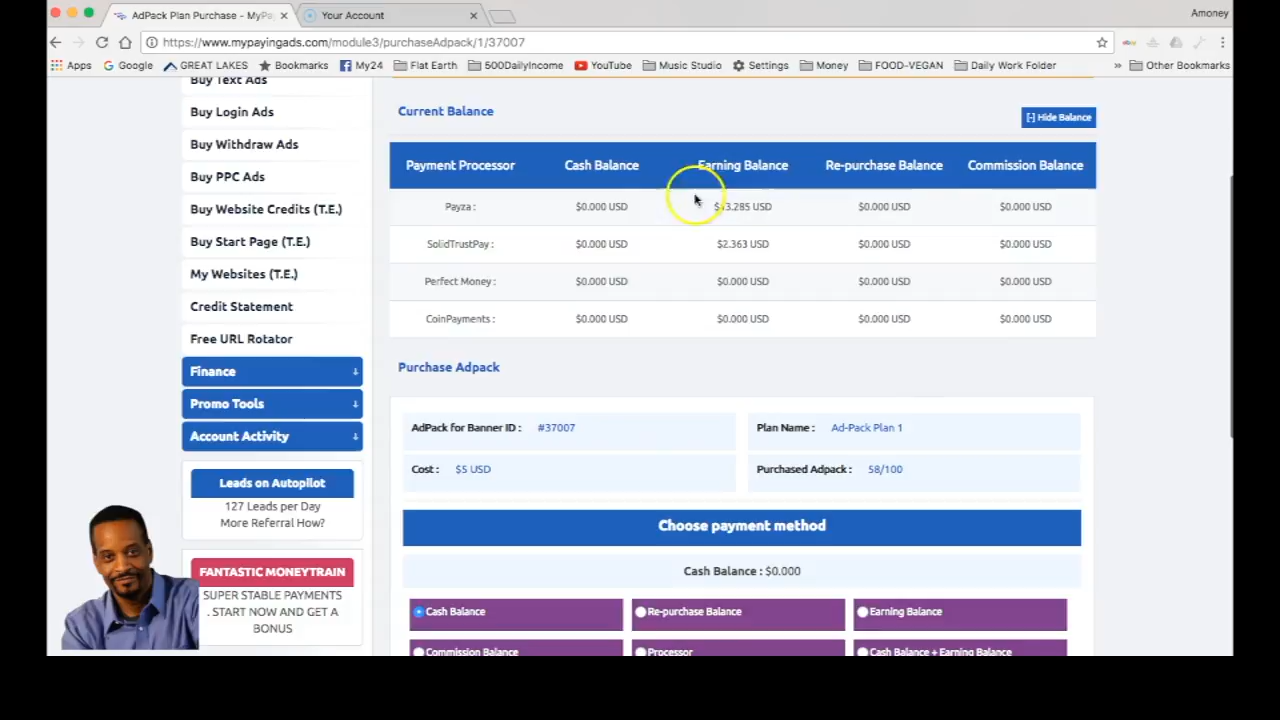 AdPack Plan Purchase - MyPa
Your Account
Amoney
https://www.mypayingads.com/module3/purchaseAdpack/1/37007
Apps
Google
GREAT LAKES
Bookmarks
My24
Flat Earth
500DailyIncome
YouTube
Music Studio
Settings
Money
FOOD-VEGAN
Daily Work Folder
»
Other Bookmarks
Buy Text Ads
Buy Login Ads
Buy Withdraw Ads
Buy PPC Ads
Buy Website Credits (T.E.)
Buy Start Page (T.E.)
My Websites (T.E.)
Credit Statement
Free URL Rotator
Finance
Promo Tools
Account Activity
Leads on Autopilot
127 Leads per Day
More Referral How?
FANTASTIC MONEYTRAIN
SUPER STABLE PAYMENTS
. START NOW AND GET A
BONUS
Current Balance
[-] Hide Balance
Payment Processor Cash Balance Earning Balance Re-purchase Balance Commission Balance
Payza : $0.000 USD USD $0.000 USD $0.000 USD
SolidTrustPay : $0.000 USD $2.363 USD $0.000 USD $0.000 USD
Perfect Money : $0.000 USD $0.000 USD $0.000 USD $0.000 USD
CoinPayments : $0.000 USD $0.000 USD $0.000 USD $0.000 USD
Purchase Adpack
AdPack for Banner ID : #37007
Plan Name : Ad-Pack Plan 1
Cost : $5 USD
Purchased Adpack : 58/100
Choose payment method
Cash Balance : $0.000
Cash Balance
Re-purchase Balance
Earning Balance
Commission Balance
Processor
Cash Balance + Earning Balance